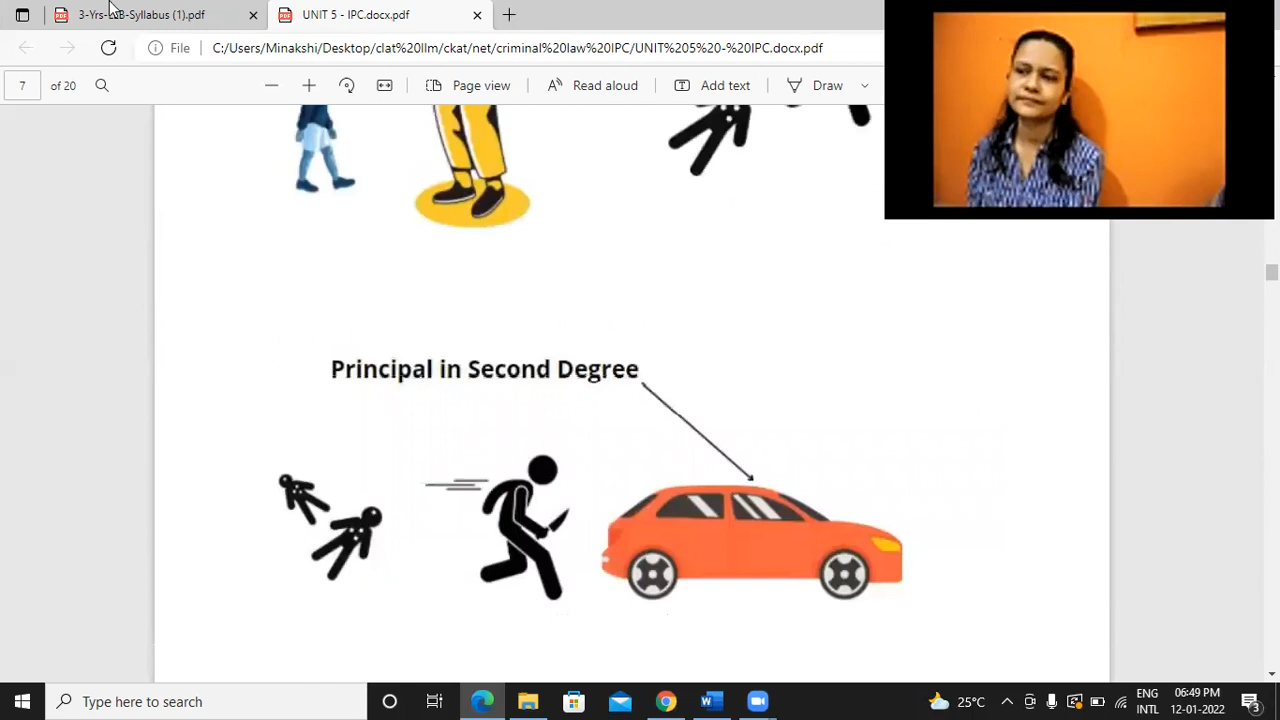 3-Yrs-LLB-Syllabus (1).pdf
UNIT 5 - IPC.docx.pdf
File
C:/Users/Minakshi/Desktop/clat%20llm/ckat/net/criminal%20law%20IPC/UNIT%205%20-%20IPC.docx.pdf
7 of 20
Page view
Read aloud
Add text
Draw
Principal in Second Degree
Type here to search
25°C
ENG
INTL
06:49 PM
12-01-2022
3